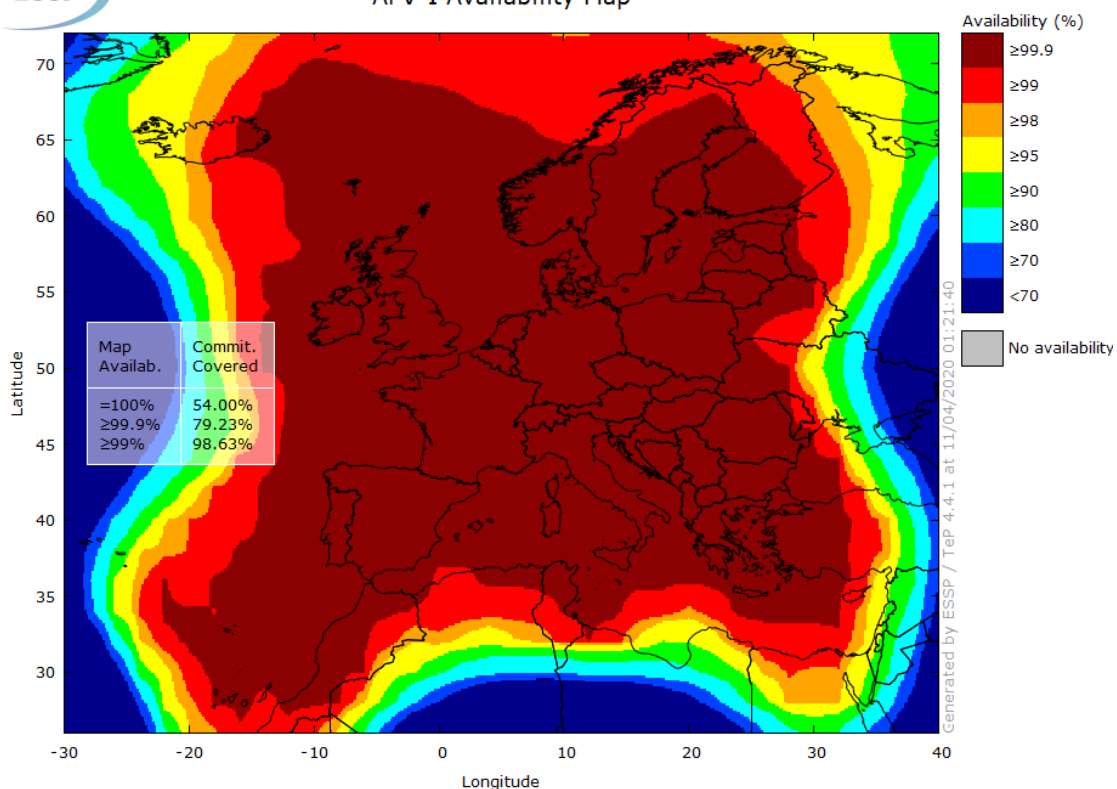 APV-I Availability Map
Availability (%)
≥99.9
≥99
≥98
≥95
≥90
≥80
≥70
<70
No availability
Map Availab.
Commit. Covered
=100% 54.00%
≥99.9% 79.23%
≥99% 98.63%
Latitude
70
65
60
55
50
45
40
35
30
-30 -20 -10 0 10 20 30 40
Longitude
Generated by ESSP / TeP 4.4.1 at 11/04/2020 01:21:40